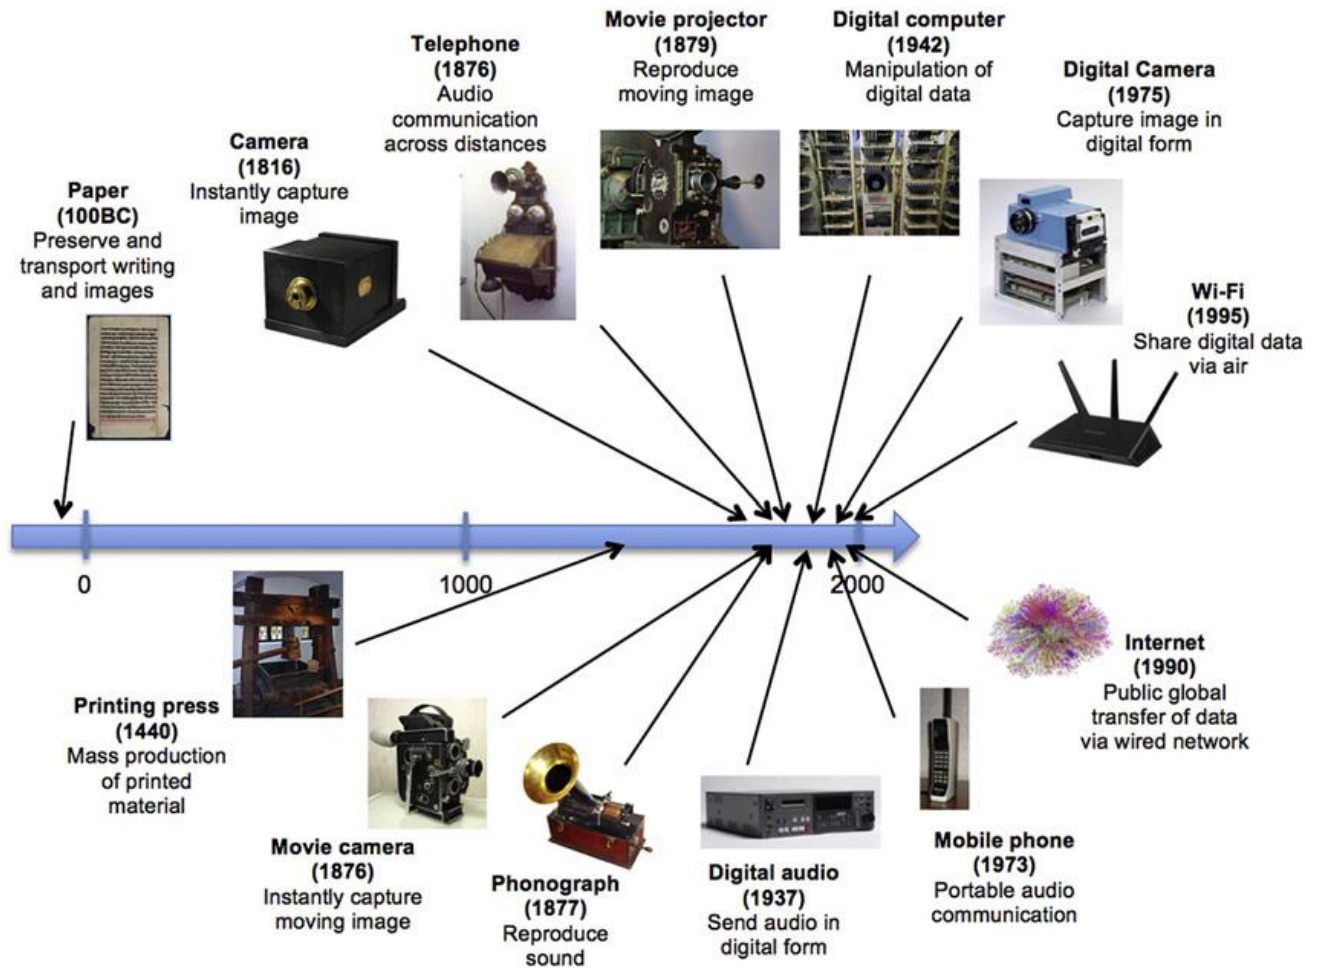 Paper
(100BC)
Preserve and
transport writing
and images
Camera
(1816)
Instantly capture
image
Telephone
(1876)
Audio
communication
across distances
Movie projector
(1879)
Reproduce
moving image
Digital computer
(1942)
Manipulation of
digital data
Digital Camera
(1975)
Capture image in
digital form
Wi-Fi
(1995)
Share digital data
via air
0
1000
2000
Printing press
(1440)
Mass production
of printed
material
Movie camera
(1876)
Instantly capture
moving image
Phonograph
(1877)
Reproduce
sound
Digital audio
(1937)
Send audio in
digital form
Mobile phone
(1973)
Portable audio
communication
Internet
(1990)
Public global
transfer of data
via wired network